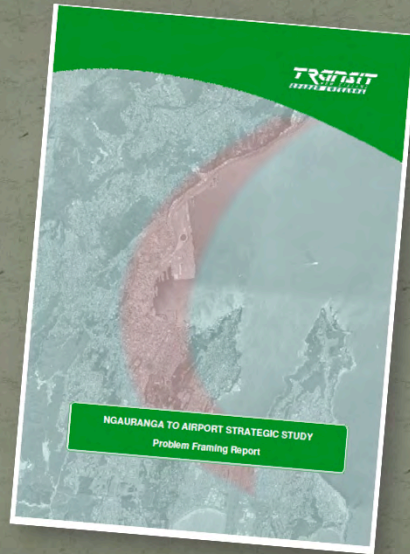 TRANSIT
NGAURANGA TO AIRPORT STRATEGIC STUDY
Problem Framing Report